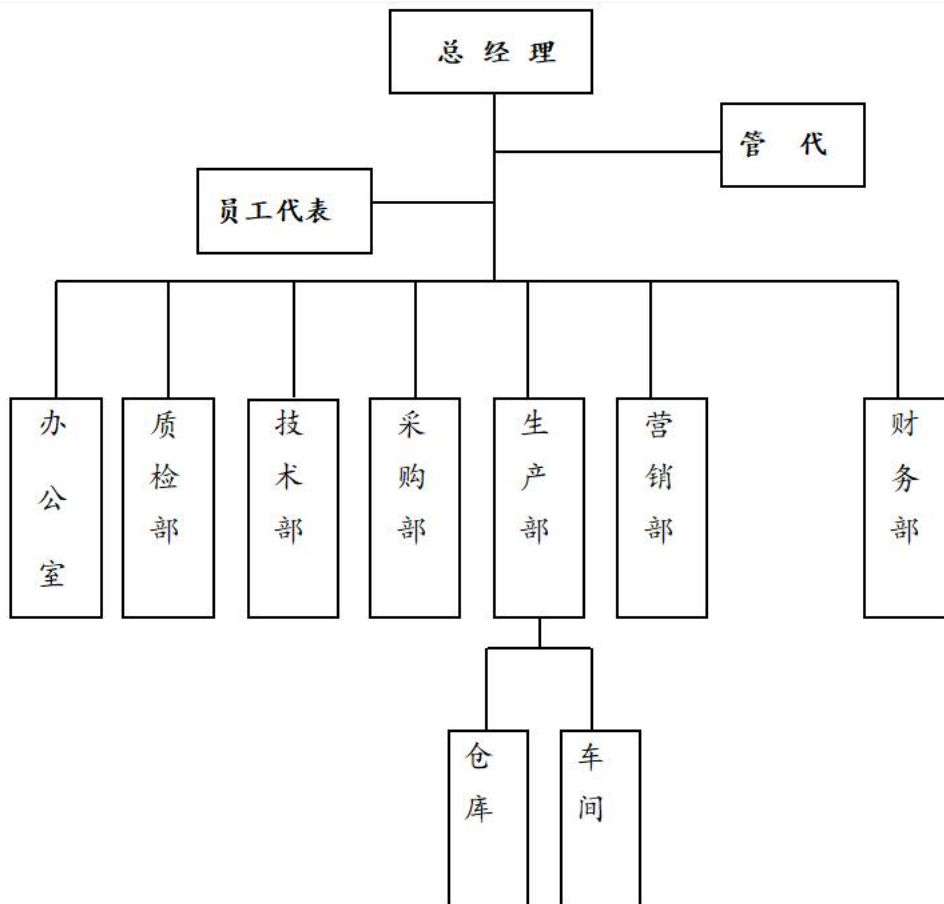 总经理
管 代
员工代表
办公室
质检部
技术部
采购部
生产部
营销部
财务部
仓库
车间